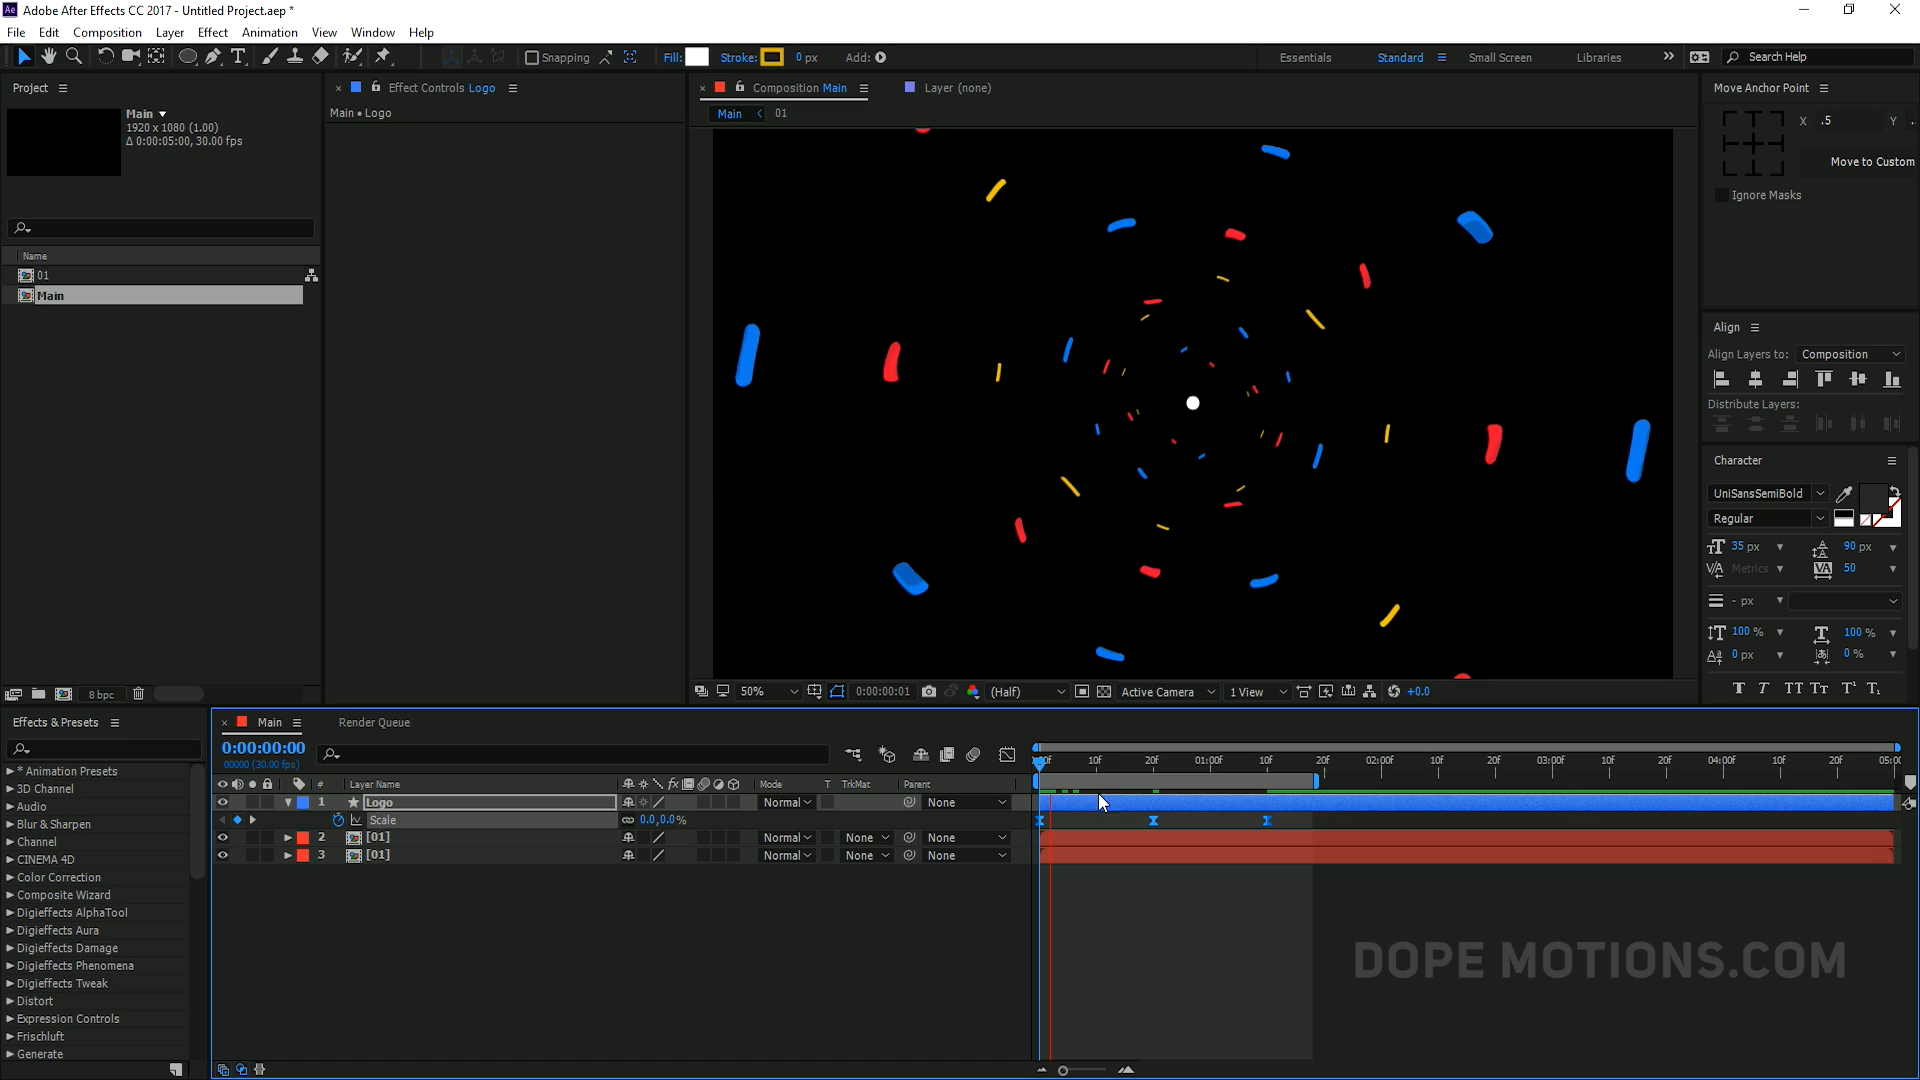 Adobe After Effects CC 2017 - Untitled Project.aep *
File Edit Composition Layer Effect Animation View Window Help
Snapping Fill: Stroke: 0 px Add: Essentials Standard Small Screen Libraries Search Help
Project
Main
1920 x 1080 (1.00)
Δ 0:00:05:00, 30.00 fps
Name
01
Main
8 bpc
Effect Controls Logo
Main • Logo
Composition Main
Layer (none)
Main 01
50% 0:00:00:01 (Half) Active Camera 1 View +0.0
Move Anchor Point
X .5 Y
Move to Custom
Ignore Masks
Align
Align Layers to: Composition
Distribute Layers:
Character
UniSansSemiBold
Regular
35 px 90 px
Metrics 50
- px
100 % 100 %
0 px 0 %
Effects & Presets
* Animation Presets
3D Channel
Audio
Blur & Sharpen
Channel
CINEMA 4D
Color Correction
Composite Wizard
Digieffects AlphaTool
Digieffects Aura
Digieffects Damage
Digieffects Phenomena
Digieffects Tweak
Distort
Expression Controls
Frischluft
Generate
Main Render Queue
0:00:00:00
00000 (30.00 fps)
# Layer Name Mode T TrkMat Parent
1 Logo Normal None
Scale 0.0,0.0%
2 [01] Normal None None
3 [01] Normal None None
10f 20f 01:00f 10f 20f 02:00f 10f 20f 03:00f 10f 20f 04:00f 10f 20f 05:00
DOPE MOTIONS.COM